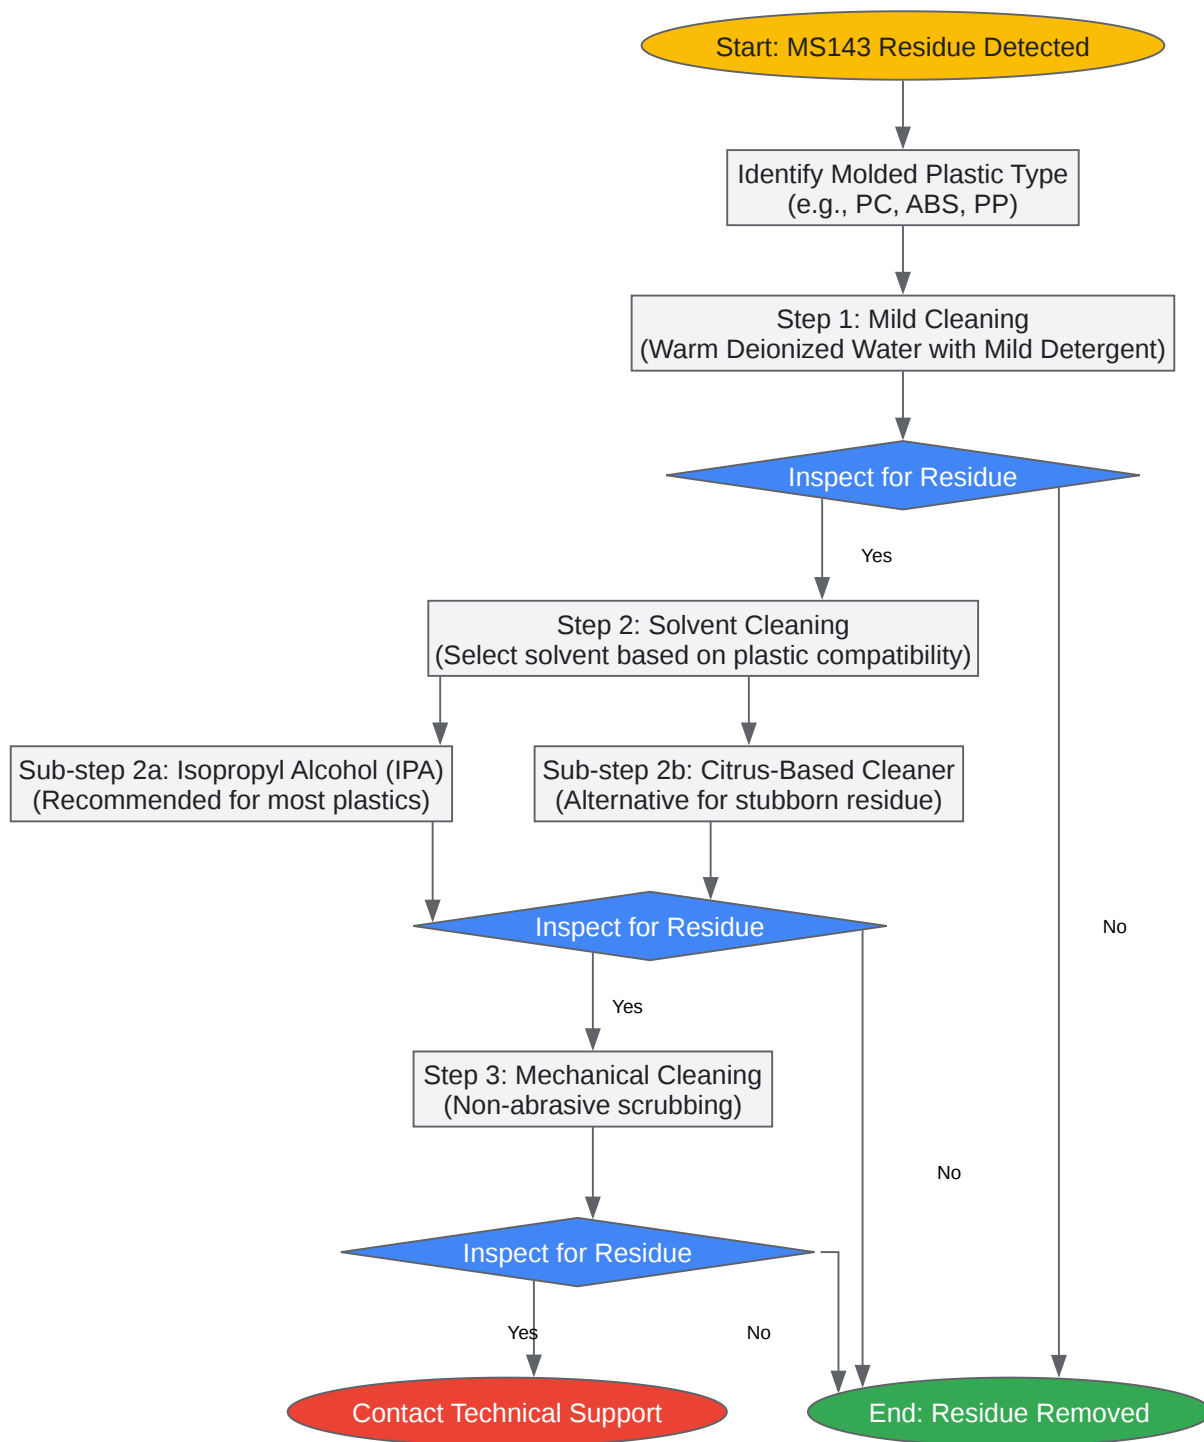 Start: MS143 Residue Detected
Identify Molded Plastic Type
(e.g., PC, ABS, PP)
Step 1: Mild Cleaning
(Warm Deionized Water with Mild Detergent)
Inspect for Residue
Yes
Step 2: Solvent Cleaning
(Select solvent based on plastic compatibility)
Sub-step 2a: Isopropyl Alcohol (IPA)
(Recommended for most plastics)
Sub-step 2b: Citrus-Based Cleaner
(Alternative for stubborn residue)
Inspect for Residue
No
Yes
Step 3: Mechanical Cleaning
(Non-abrasive scrubbing)
No
Inspect for Residue
Yes
No
Contact Technical Support
End: Residue Removed